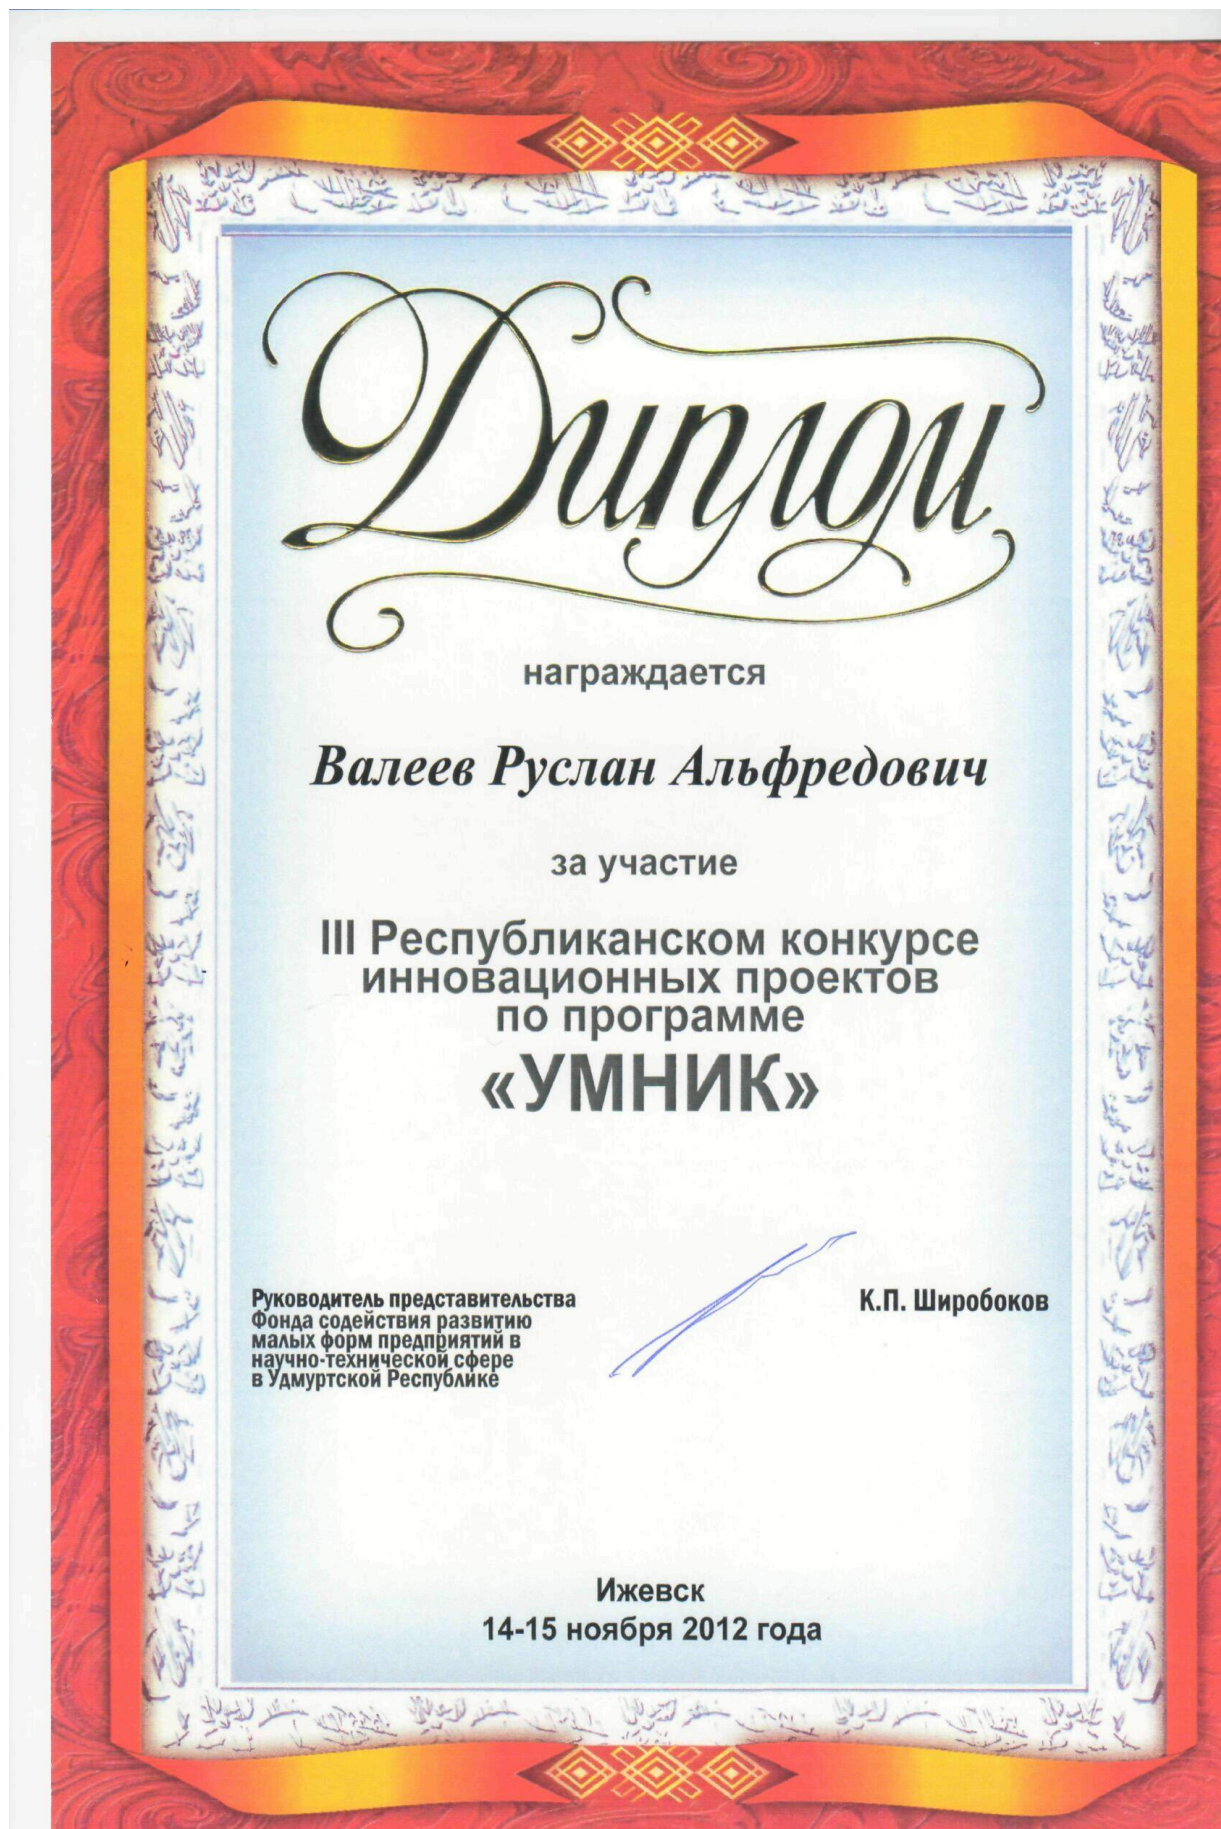 Диплом
награждается
Валеев Руслан Альфредович
за участие
III Республиканском конкурсе
инновационных проектов
по программе
«УМНИК»
Руководитель представительства
Фонда содействия развитию
малых форм предприятий в
научно-технической сфере
в Удмуртской Республике
К.П. Широбоков
Ижевск
14-15 ноября 2012 года